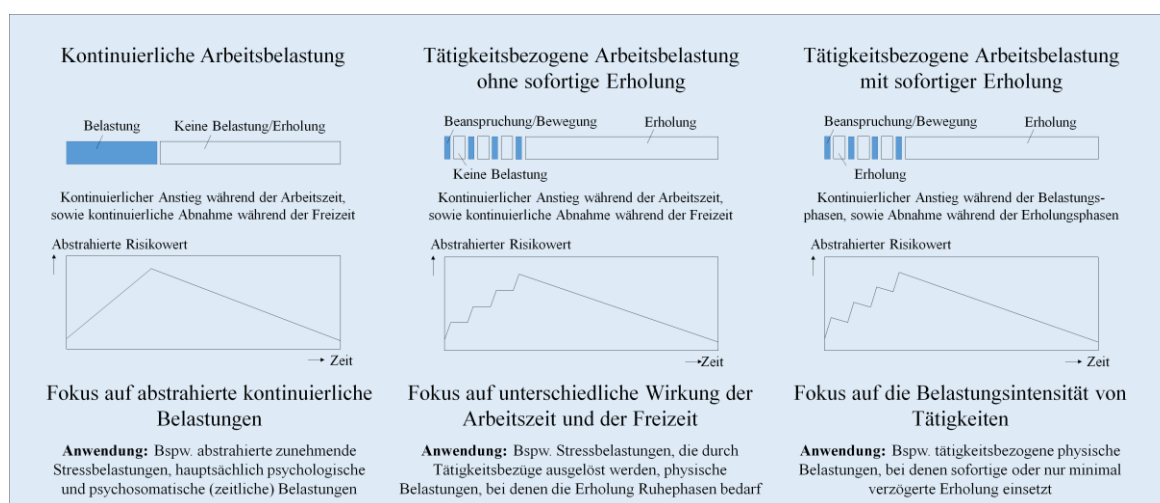 Kontinuierliche Arbeitsbelastung
Belastung
Keine Belastung/Erholung
Kontinuierlicher Anstieg während der Arbeitszeit,
sowie kontinuierliche Abnahme während der Freizeit
Abstrahierte Risikowert
Zeit
Fokus auf abstrahierte kontinuierliche
Belastungen
Anwendung: Bspw. abstrahierte zunehmende
Stressbelastungen, hauptsächlich psychologische
und psychosomatische (zeitliche) Belastungen
Tätigkeitsbezogene Arbeitsbelastung
ohne sofortige Erholung
Beanspruchung/Bewegung
Erholung
Keine Belastung
Kontinuierlicher Anstieg während der Arbeitszeit,
sowie kontinuierliche Abnahme während der Freizeit
Abstrahierter Risikowert
Zeit
Fokus auf unterschiedliche Wirkung der
Arbeitszeit und der Freizeit
Anwendung: Bspw. Stressbelastungen, die durch
Tätigkeitsbezüge ausgelöst werden, physische
Belastungen, bei denen die Erholung Ruhephasen bedarf
Tätigkeitsbezogene Arbeitsbelastung
mit sofortiger Erholung
Beanspruchung/Bewegung
Erholung
Erholung
Kontinuierlicher Anstieg während der Belastungs-
phasen, sowie Abnahme während der Erholungsphasen
Abstrahierter Risikowert
Zeit
Fokus auf die Belastungsintensität von
Tätigkeiten
Anwendung: Bspw. tätigkeitsbezogene physische
Belastungen, bei denen sofortige oder nur minimal
verzögerte Erholung einsetzt